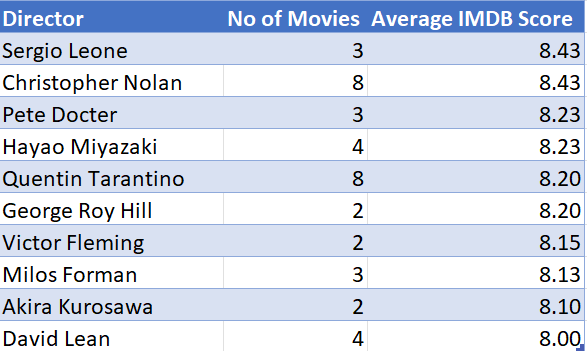 Director No of Movies Average IMDB Score
Sergio Leone 3 8.43
Christopher Nolan 8 8.43
Pete Docter 3 8.23
Hayao Miyazaki 4 8.23
Quentin Tarantino 8 8.20
George Roy Hill 2 8.20
Victor Fleming 2 8.15
Milos Forman 3 8.13
Akira Kurosawa 2 8.10
David Lean 4 8.00